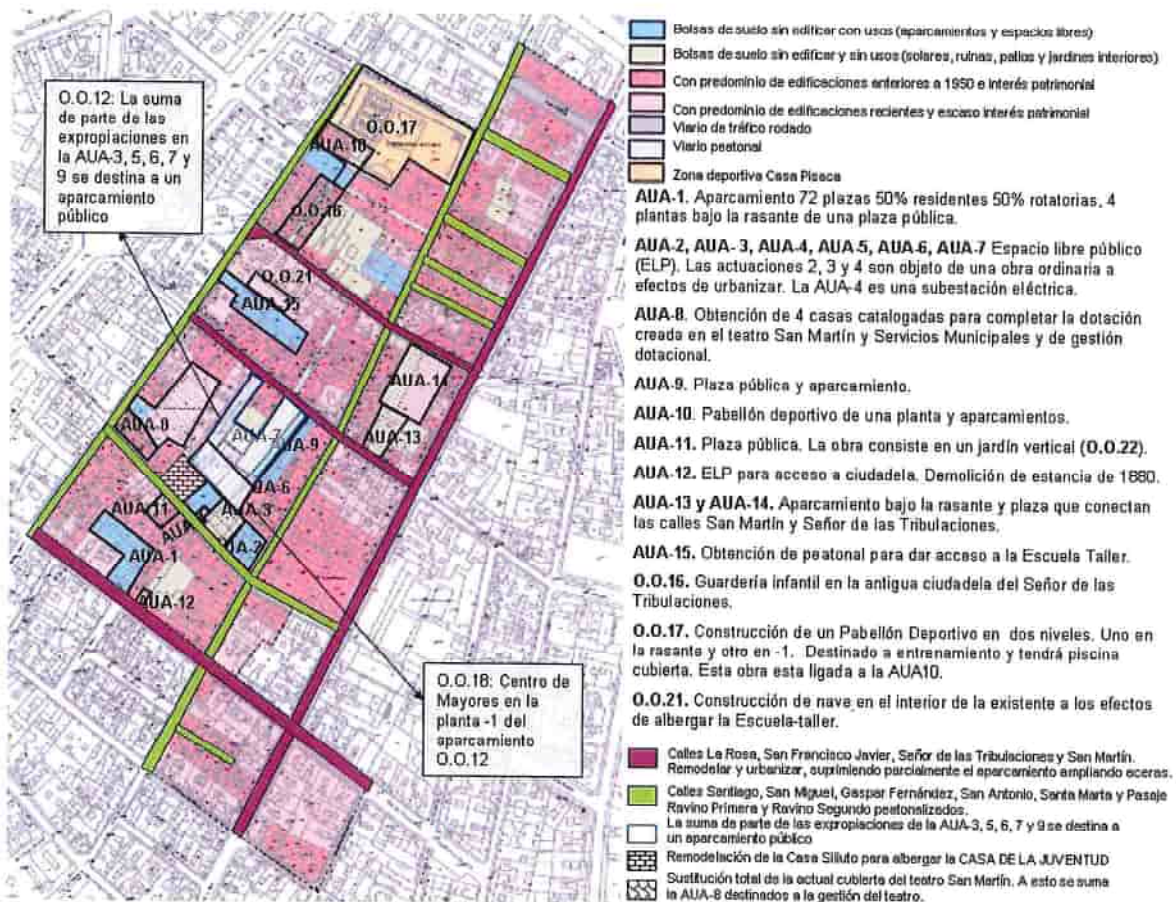 O.O.12: La suma
de parte de las
expropiaciones en
la AUA-3, 5, 6, 7 y
9 se destina a un
aparcamiento
público
O.O.17
AUA-10
O.O.16
O.O.21
AUA-15
AUA-14
AUA-13
AUA-8
AUA-7
AUA-9
AUA-6
AUA-11
AUA-3
AUA-2
AUA-1
AUA-12
O.O.18: Centro de
Mayores en la
planta -1 del
aparcamiento
O.O.12
Bolsas de suelo sin edificar con usos (aparcamientos y espacios libres)
Bolsas de suelo sin edificar y sin usos (solares, ruinas, patios y jardines interiores)
Con predominio de edificaciones anteriores a 1950 e interés patrimonial
Con predominio de edificaciones recientes y escaso interés patrimonial
Viario de tráfico rodado
Viario peatonal
Zona deportiva Casa Pisaca
AUA-1. Aparcamiento 72 plazas 50% residentes 50% rotatorias, 4
plantas bajo la rasante de una plaza pública.
AUA-2, AUA- 3, AUA-4, AUA-5, AUA-6, AUA-7 Espacio libre público
(ELP). Las actuaciones 2, 3 y 4 son objeto de una obra ordinaria a
efectos de urbanizar. La AUA-4 es una subestación eléctrica.
AUA-8. Obtención de 4 casas catalogadas para completar la dotación
creada en el teatro San Martín y Servicios Municipales y de gestión
dotacional.
AUA-9. Plaza pública y aparcamiento.
AUA-10. Pabellón deportivo de una planta y aparcamientos.
AUA-11. Plaza pública. La obra consiste en un jardín vertical (O.O.22).
AUA-12. ELP para acceso a ciudadela. Demolición de estancia de 1880.
AUA-13 y AUA-14. Aparcamiento bajo la rasante y plaza que conectan
las calles San Martín y Señor de las Tribulaciones.
AUA-15. Obtención de peatonal para dar acceso a la Escuela Taller.
O.O.16. Guardería infantil en la antigua ciudadela del Señor de las
Tribulaciones.
O.O.17. Construcción de un Pabellón Deportivo en dos niveles. Uno en
la rasante y otro en -1. Destinado a entrenamiento y tendrá piscina
cubierta. Esta obra esta ligada a la AUA10.
O.O.21. Construcción de nave en el interior de la existente a los efectos
de albergar la Escuela-taller.
Calles La Rosa, San Francisco Javier, Señor de las Tribulaciones y San Martín.
Remodelar y urbanizar, suprimiendo parcialmente el aparcamiento ampliando aceras.
Calles Santiago, San Miguel, Gaspar Fernández, San Antonio, Santa Marta y Pasaje
Ravino Primera y Ravino Segundo peatonalizados.
La suma de parte de las expropiaciones de la AUA-3, 5, 6, 7 y 9 se destina a
un aparcamiento público
Remodelación de la Casa Siliuto para albergar la CASA DE LA JUVENTUD
Sustitución total de la actual cubierta del teatro San Martín. A esto se suma
la AUA-8 destinados a la gestión del teatro.